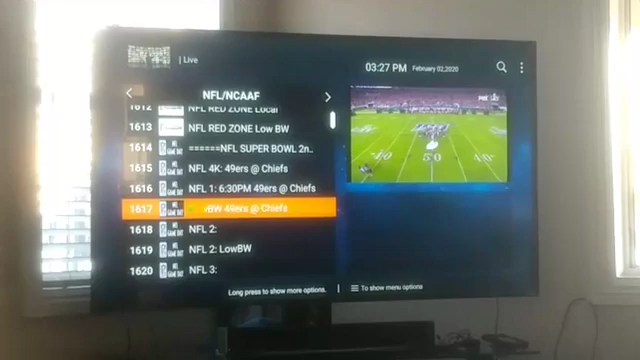 | Live
03:27 PM February 02,2020
NFL/NCAAF
1612 NFL RED ZONE Local
1613 NFL RED ZONE Low BW
1614 ======NFL SUPER BOWL 2n..
1615 NFL 4K: 49ers @ Chiefs
1616 NFL 1: 6:30PM 49ers @ Chiefs
1617 BW 49ers @ Chiefs
1618 NFL 2:
1619 NFL 2: LowBW
1620 NFL 3:
FOX
50
Long press to show more options.
| To show menu options